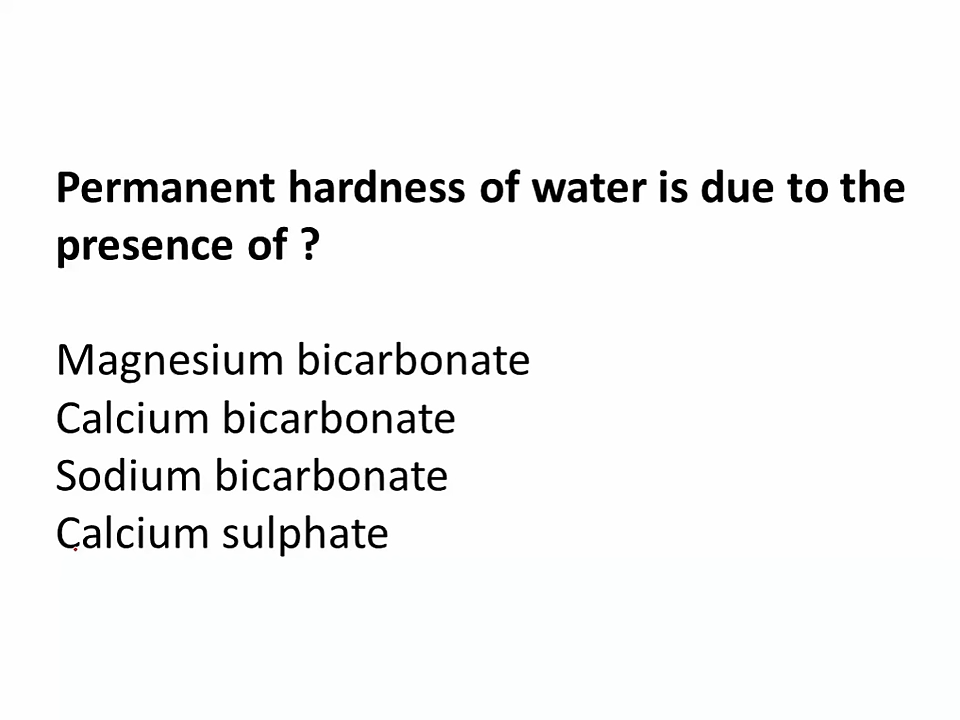 Permanent hardness of water is due to the
presence of ?
Magnesium bicarbonate
Calcium bicarbonate
Sodium bicarbonate
Calcium sulphate